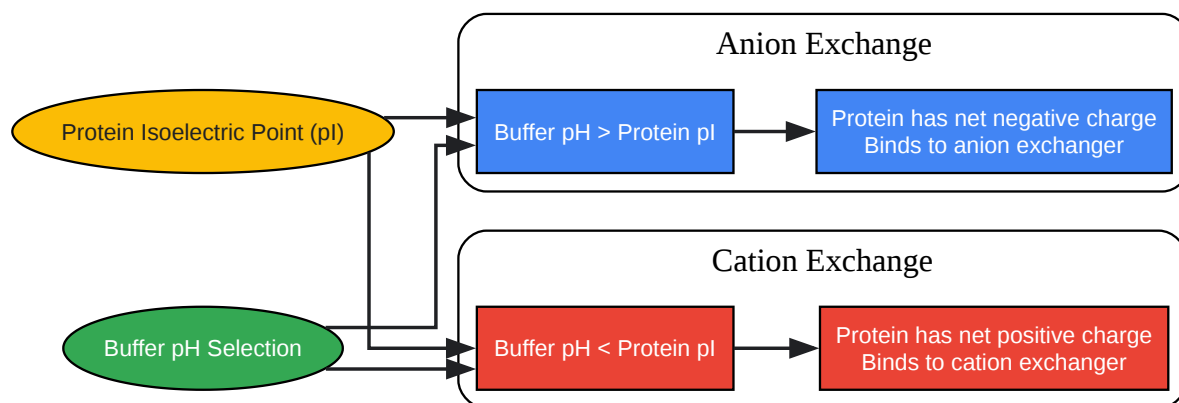 Anion Exchange
Protein Isoelectric Point (pI)
Buffer pH > Protein pI
Protein has net negative charge
Binds to anion exchanger
Cation Exchange
Buffer pH Selection
Buffer pH < Protein pI
Protein has net positive charge
Binds to cation exchanger